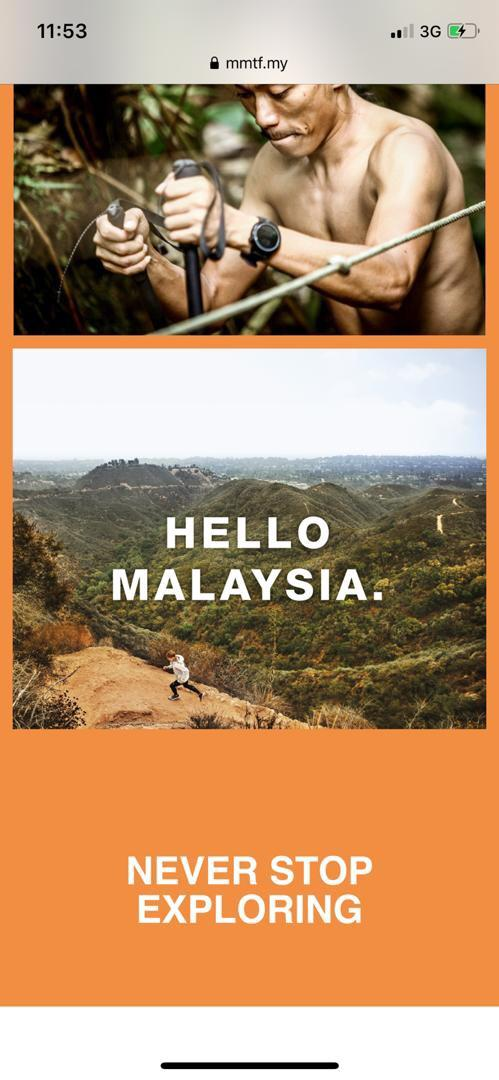 11:53
3G
mmtf.my
HELLO
MALAYSIA.
NEVER STOP
EXPLORING